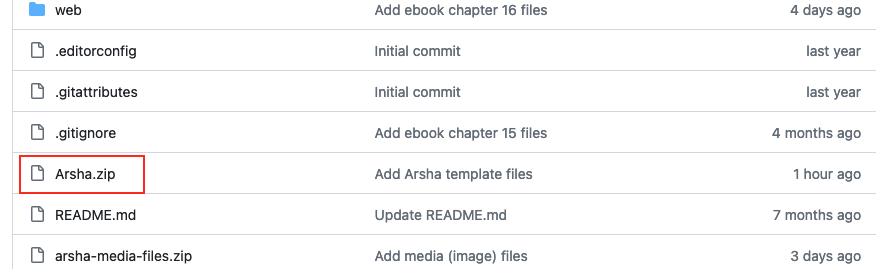 web Add ebook chapter 16 files 4 days ago
.editorconfig Initial commit last year
.gitattributes Initial commit last year
.gitignore Add ebook chapter 15 files 4 months ago
Arsha.zip Add Arsha template files 1 hour ago
README.md Update README.md 7 months ago
arsha-media-files.zip Add media (image) files 3 days ago